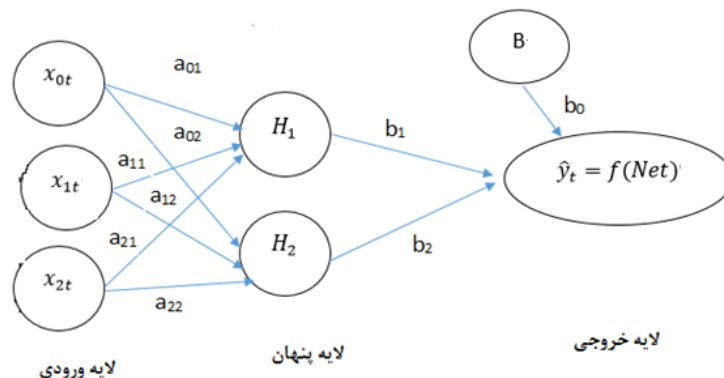 B
x₀ₜ
a₀₁
b₀
a₀₂
H₁
b₁
a₁₁
x₁ₜ
a₁₂
ŷₜ = f(Net)
a₂₁
H₂
b₂
x₂ₜ
a₂₂
لایه خروجی
لایه پنهان
لایه ورودی